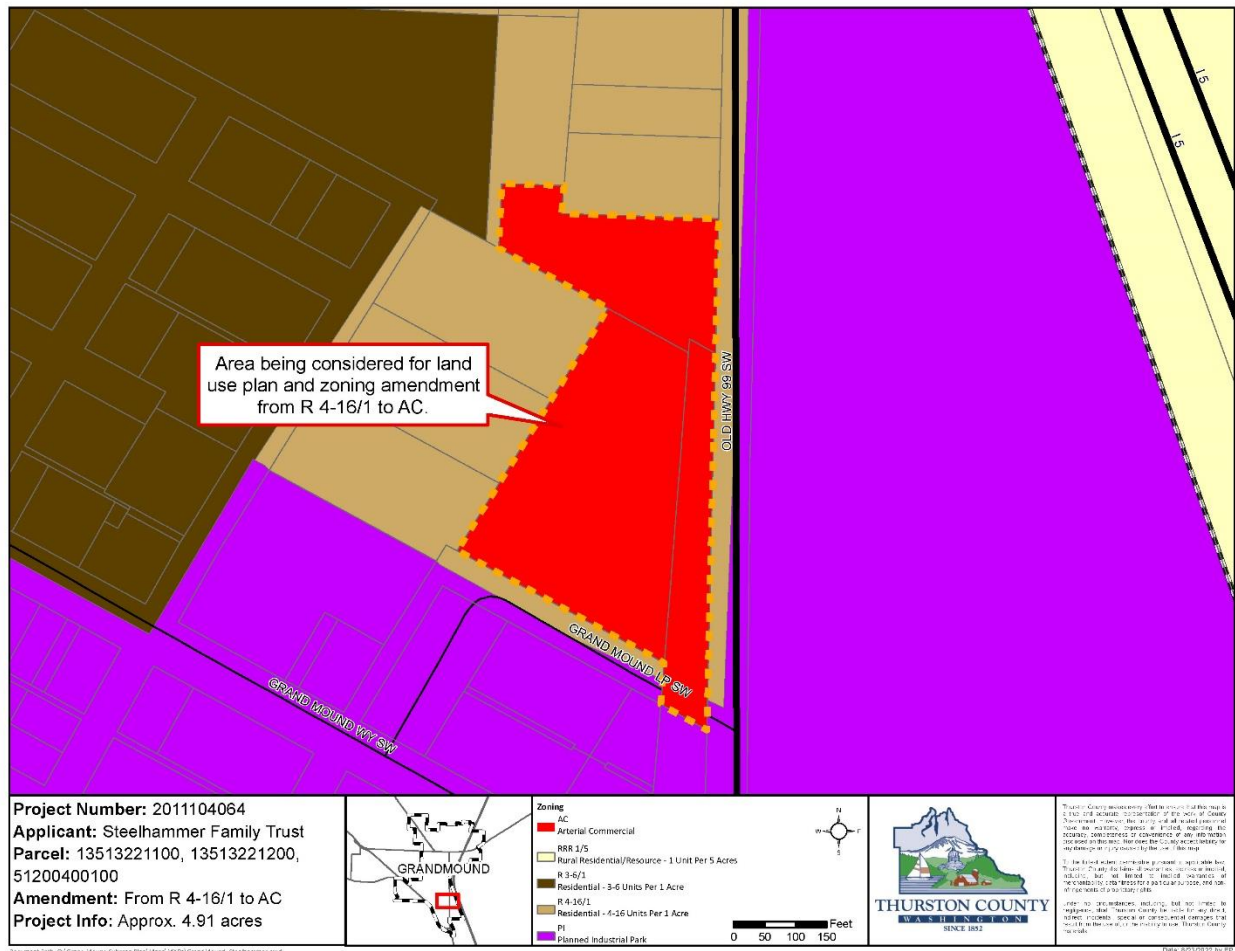 I 5
I 5
Area being considered for land
use plan and zoning amendment
from R 4-16/1 to AC.
OLD HWY 99 SW
GRAND MOUND LP SW
GRAND MOUND WY SW
Project Number: 2011104064
Applicant: Steelhammer Family Trust
Parcel: 13513221100, 13513221200,
51200400100
Amendment: From R 4-16/1 to AC
Project Info: Approx. 4.91 acres
GRANDMOUND
Zoning
AC
Arterial Commercial
RRR 1/5
Rural Residential/Resource - 1 Unit Per 5 Acres
R 3-6/1
Residential - 3-6 Units Per 1 Acre
R 4-16/1
Residential - 4-16 Units Per 1 Acre
PI
Planned Industrial Park
N
W
E
S
Feet
0 50 100 150
THURSTON COUNTY
WASHINGTON
SINCE 1852